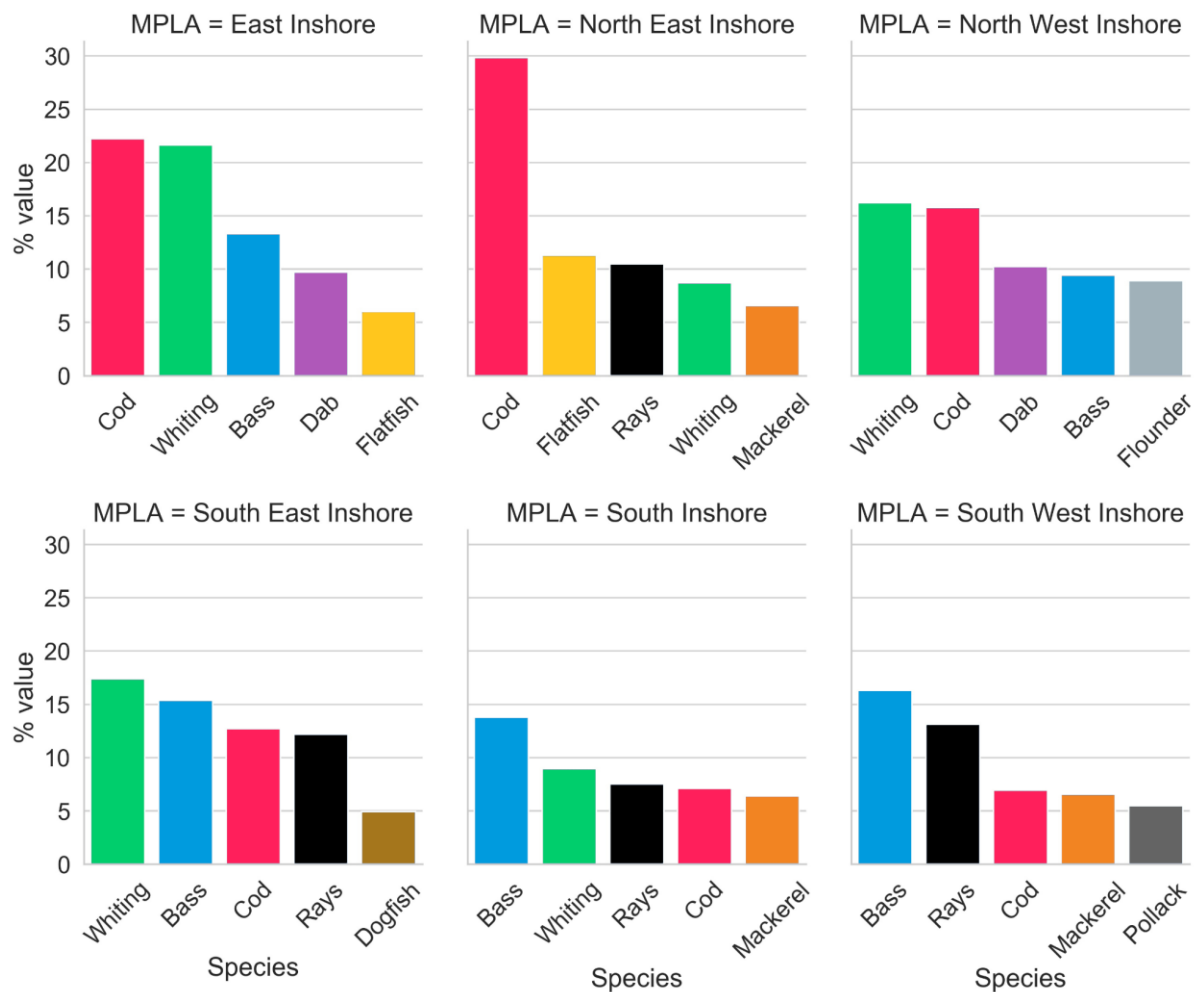 MPLA = East Inshore
MPLA = North East Inshore
MPLA = North West Inshore
% value
30
25
20
15
10
5
0
Cod
Whiting
Bass
Dab
Flatfish
Cod
Flatfish
Rays
Whiting
Mackerel
Whiting
Cod
Dab
Bass
Flounder
MPLA = South East Inshore
MPLA = South Inshore
MPLA = South West Inshore
% value
30
25
20
15
10
5
0
Whiting
Bass
Cod
Rays
Dogfish
Species
Bass
Whiting
Rays
Cod
Mackerel
Species
Bass
Rays
Cod
Mackerel
Pollack
Species